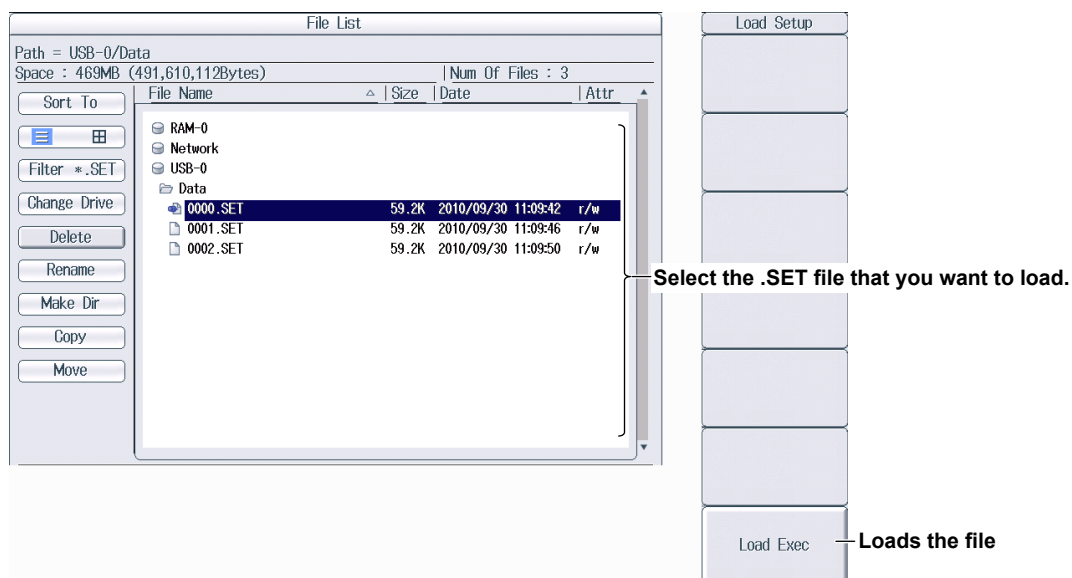 File List
Path = USB-0/Data
Space : 469MB (491,610,112Bytes) Num Of Files : 3
File Name Size Date Attr
Sort To
Filter *.SET
Change Drive
Delete
Rename
Make Dir
Copy
Move
RAM-0
Network
USB-0
Data
0000.SET 59.2K 2010/09/30 11:09:42 r/w
0001.SET 59.2K 2010/09/30 11:09:46 r/w
0002.SET 59.2K 2010/09/30 11:09:50 r/w
Select the .SET file that you want to load.
Load Setup
Load Exec
Loads the file